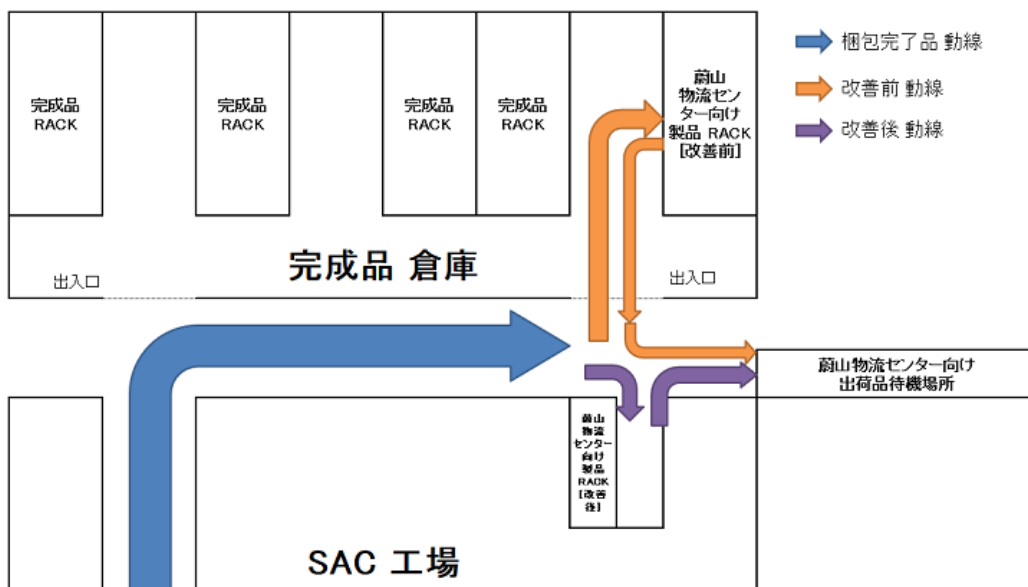 梱包完了品 動線
改善前 動線
改善後 動線
完成品
RACK
完成品
RACK
完成品
RACK
完成品
RACK
蔚山
物流セン
ター向け
製品 RACK
[改善前]
完成品 倉庫
出入口
出入口
蔚山物流センター向け
出荷品待機場所
蔚山
物流
センター
向け
製品
RACK
[改善
後]
SAC 工場